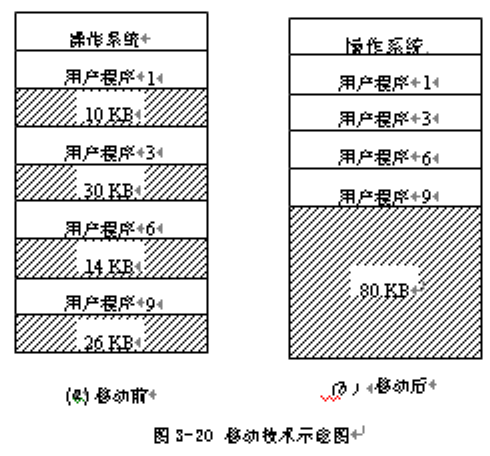 操作系统
用户程序1
10 KB
用户程序3
30 KB
用户程序6
14 KB
用户程序9
26 KB
(a) 移动前
操作系统
用户程序1
用户程序3
用户程序6
用户程序9
80 KB
) 移动后
图 3-20 移动技术示意图